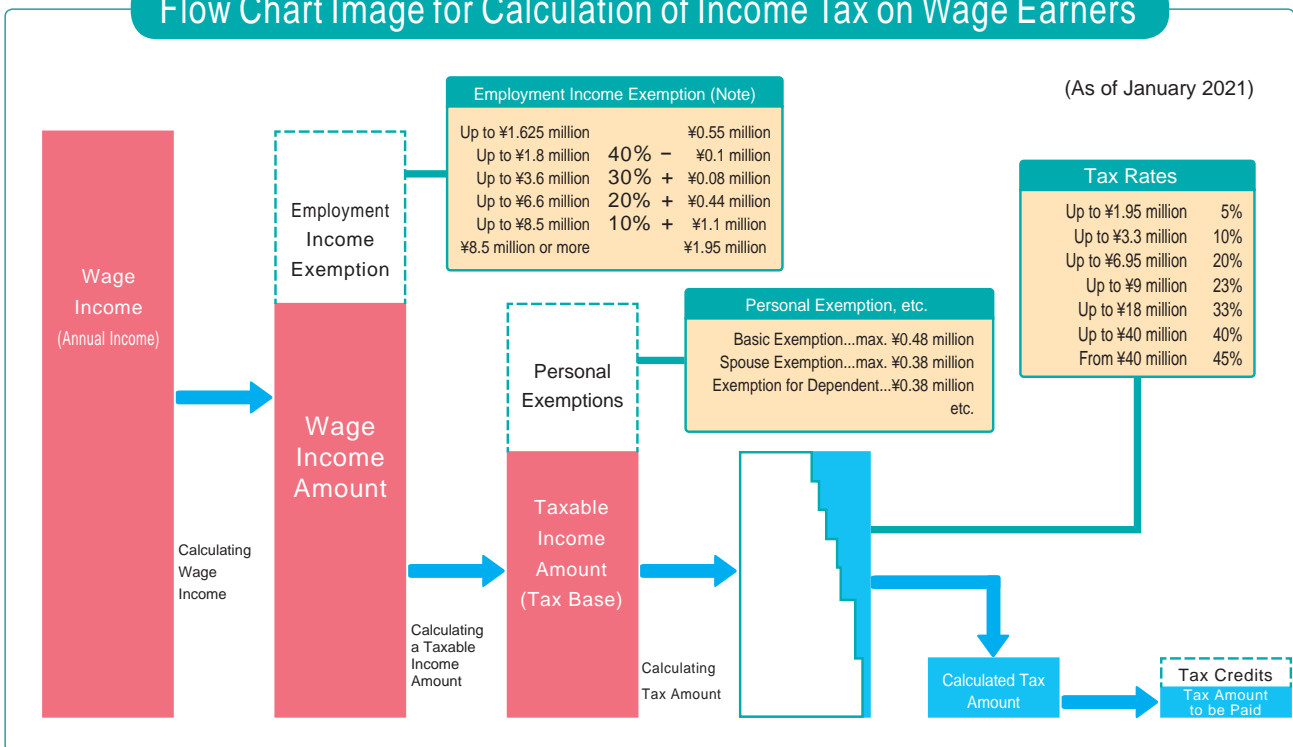 Flow Chart Image for Calculation of Income Tax on Wage Earners
(As of January 2021)
Wage
Income
(Annual Income)
Calculating
Wage
Income
Employment
Income
Exemption
Wage
Income
Amount
Employment Income Exemption (Note)
Up to ¥1.625 million ¥0.55 million
Up to ¥1.8 million 40% − ¥0.1 million
Up to ¥3.6 million 30% + ¥0.08 million
Up to ¥6.6 million 20% + ¥0.44 million
Up to ¥8.5 million 10% + ¥1.1 million
¥8.5 million or more ¥1.95 million
Calculating
a Taxable
Income
Amount
Personal
Exemptions
Taxable
Income
Amount
(Tax Base)
Personal Exemption, etc.
Basic Exemption...max. ¥0.48 million
Spouse Exemption...max. ¥0.38 million
Exemption for Dependent...¥0.38 million
etc.
Calculating
Tax Amount
Tax Rates
Up to ¥1.95 million 5%
Up to ¥3.3 million 10%
Up to ¥6.95 million 20%
Up to ¥9 million 23%
Up to ¥18 million 33%
Up to ¥40 million 40%
From ¥40 million 45%
Calculated Tax
Amount
Tax Credits
Tax Amount
to be Paid